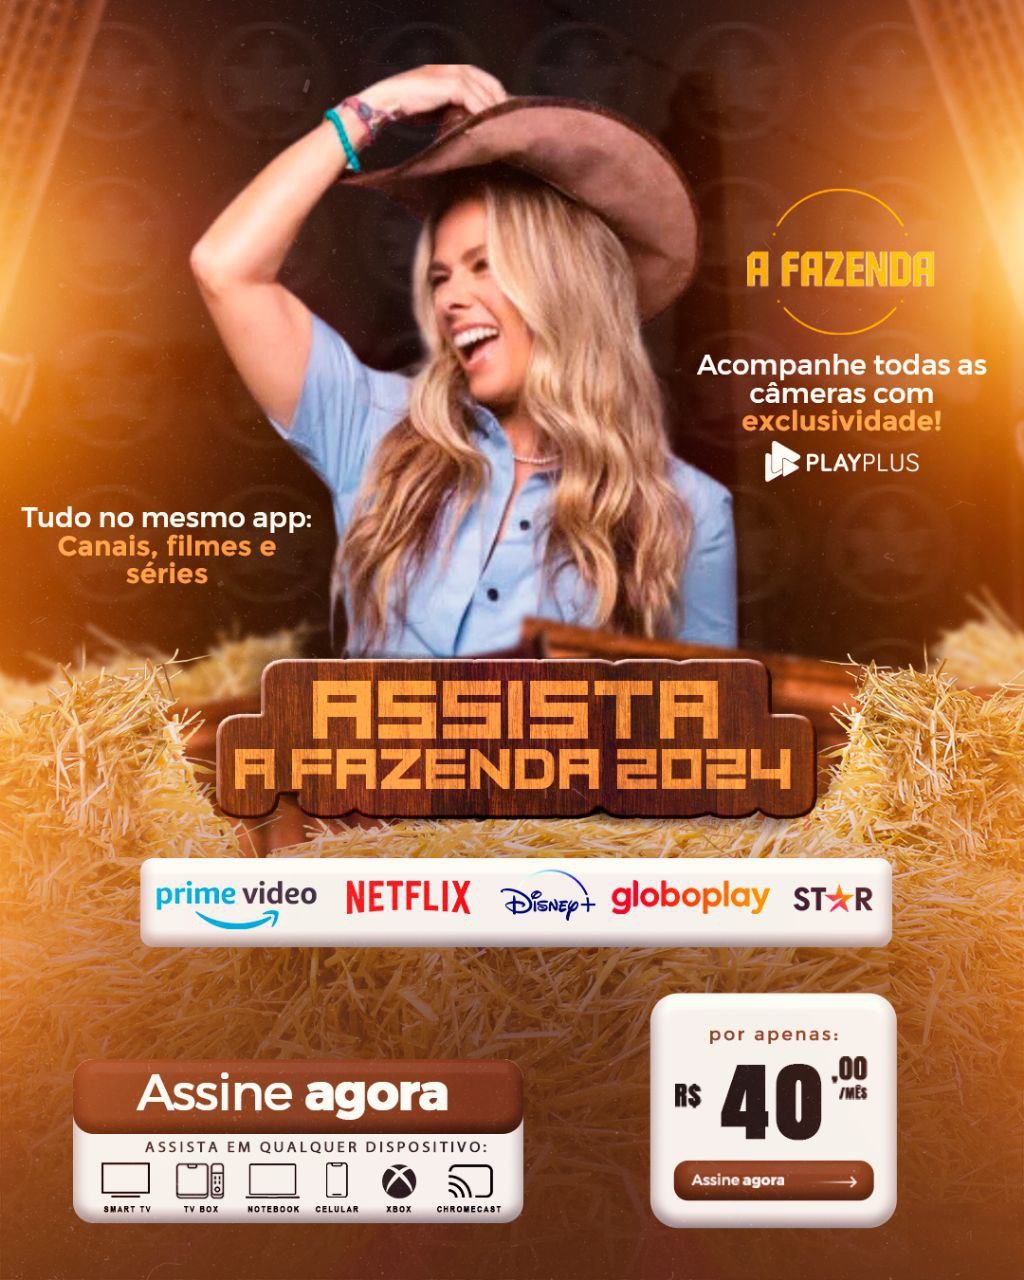 A FAZENDA
Acompanhe todas as
câmeras com
exclusividade!
PLAYPLUS
Tudo no mesmo app:
Canais, filmes e
séries
ASSISTA
A FAZENDA 2024
prime video
NETFLIX
Disney+
globoplay
STAR
por apenas:
R$ 40,00
/MÊS
Assine agora
Assine agora
ASSISTA EM QUALQUER DISPOSITIVO:
SMART TV
TV BOX
NOTEBOOK
CELULAR
XBOX
CHROMECAST